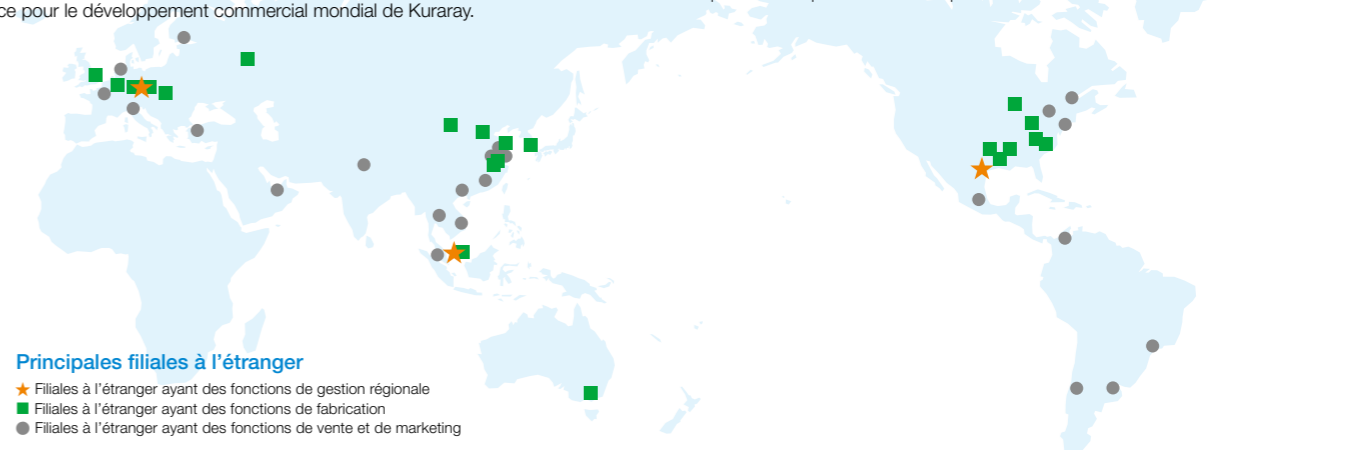 ce pour le développement commercial mondial de Kuraray.
Principales filiales à l'étranger
Filiales à l'étranger ayant des fonctions de gestion régionale
Filiales à l'étranger ayant des fonctions de fabrication
Filiales à l'étranger ayant des fonctions de vente et de marketing